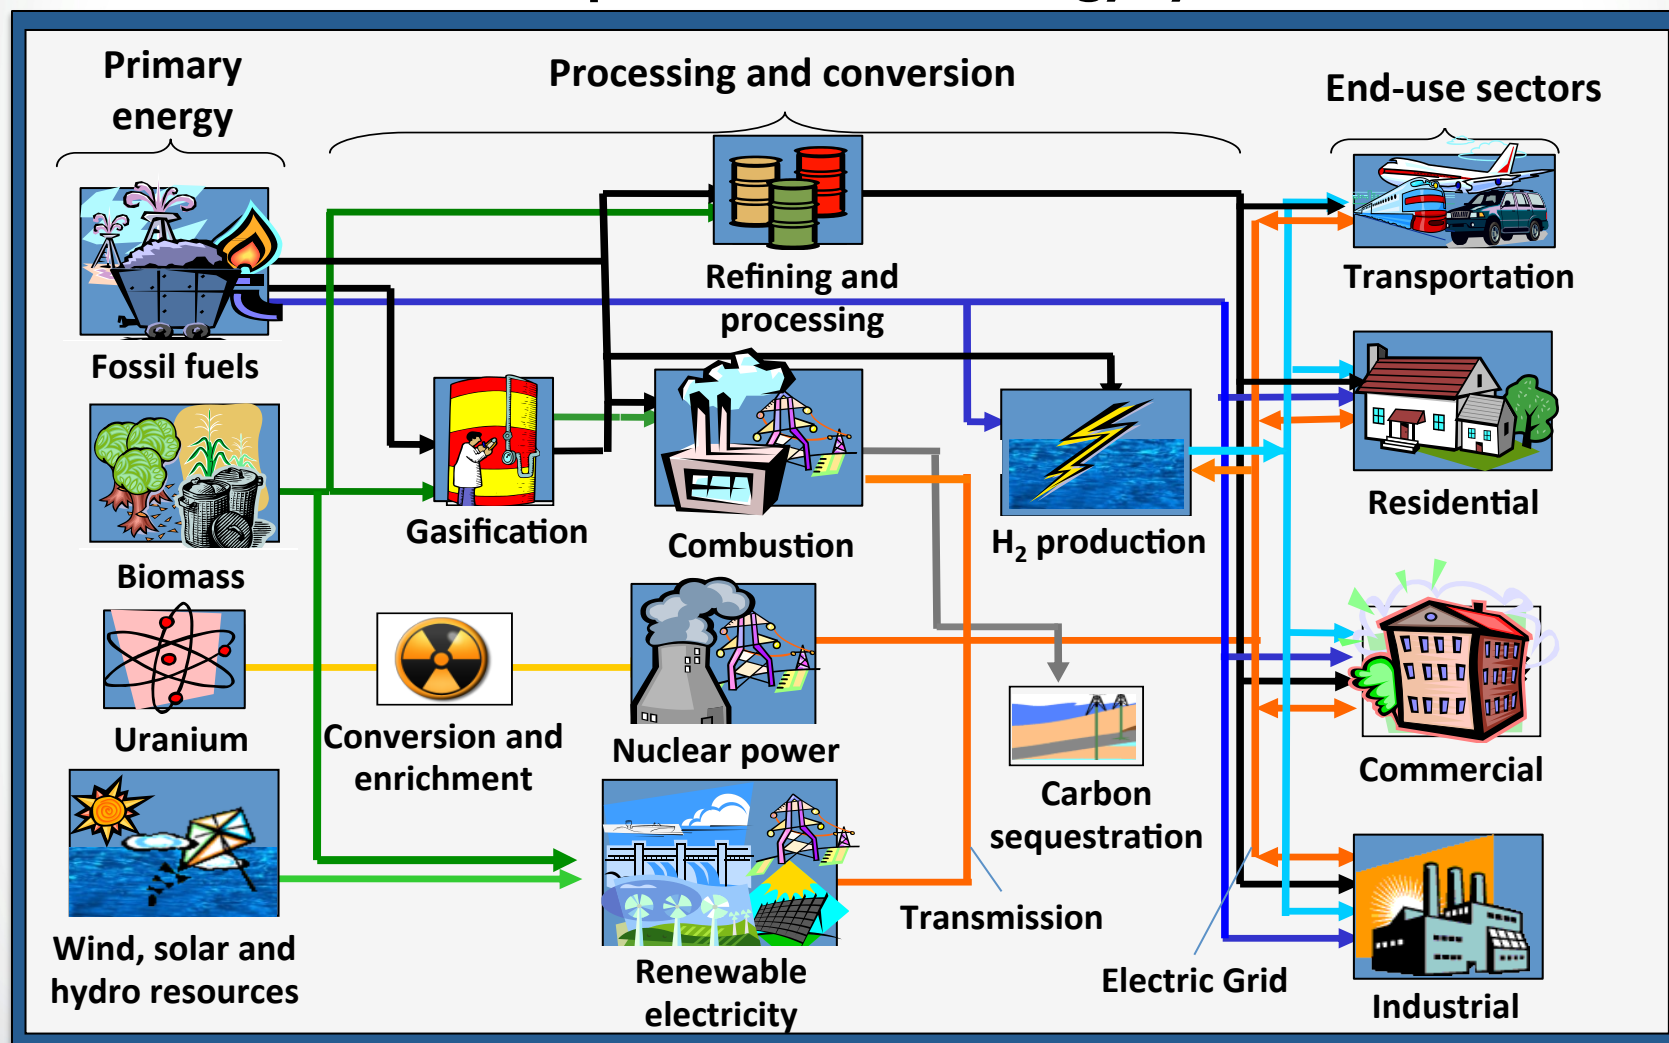 Primary
energy
Processing and conversion
End-use sectors
Fossil fuels
Refining and
processing
Transportation
Biomass
Gasification
Combustion
H₂ production
Residential
Uranium
Conversion and
enrichment
Nuclear power
Carbon
sequestration
Commercial
Wind, solar and
hydro resources
Renewable
electricity
Transmission
Electric Grid
Industrial